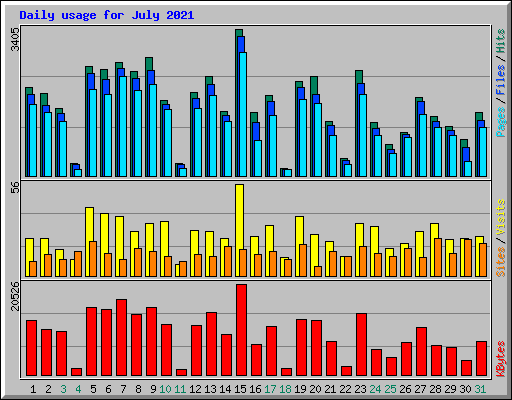 Daily usage for July 2021
3405
Pages / Files / Hits
56
Sites / Visits
20526
KBytes
1 2 3 4 5 6 7 8 9 10 11 12 13 14 15 16 17 18 19 20 21 22 23 24 25 26 27 28 29 30 31